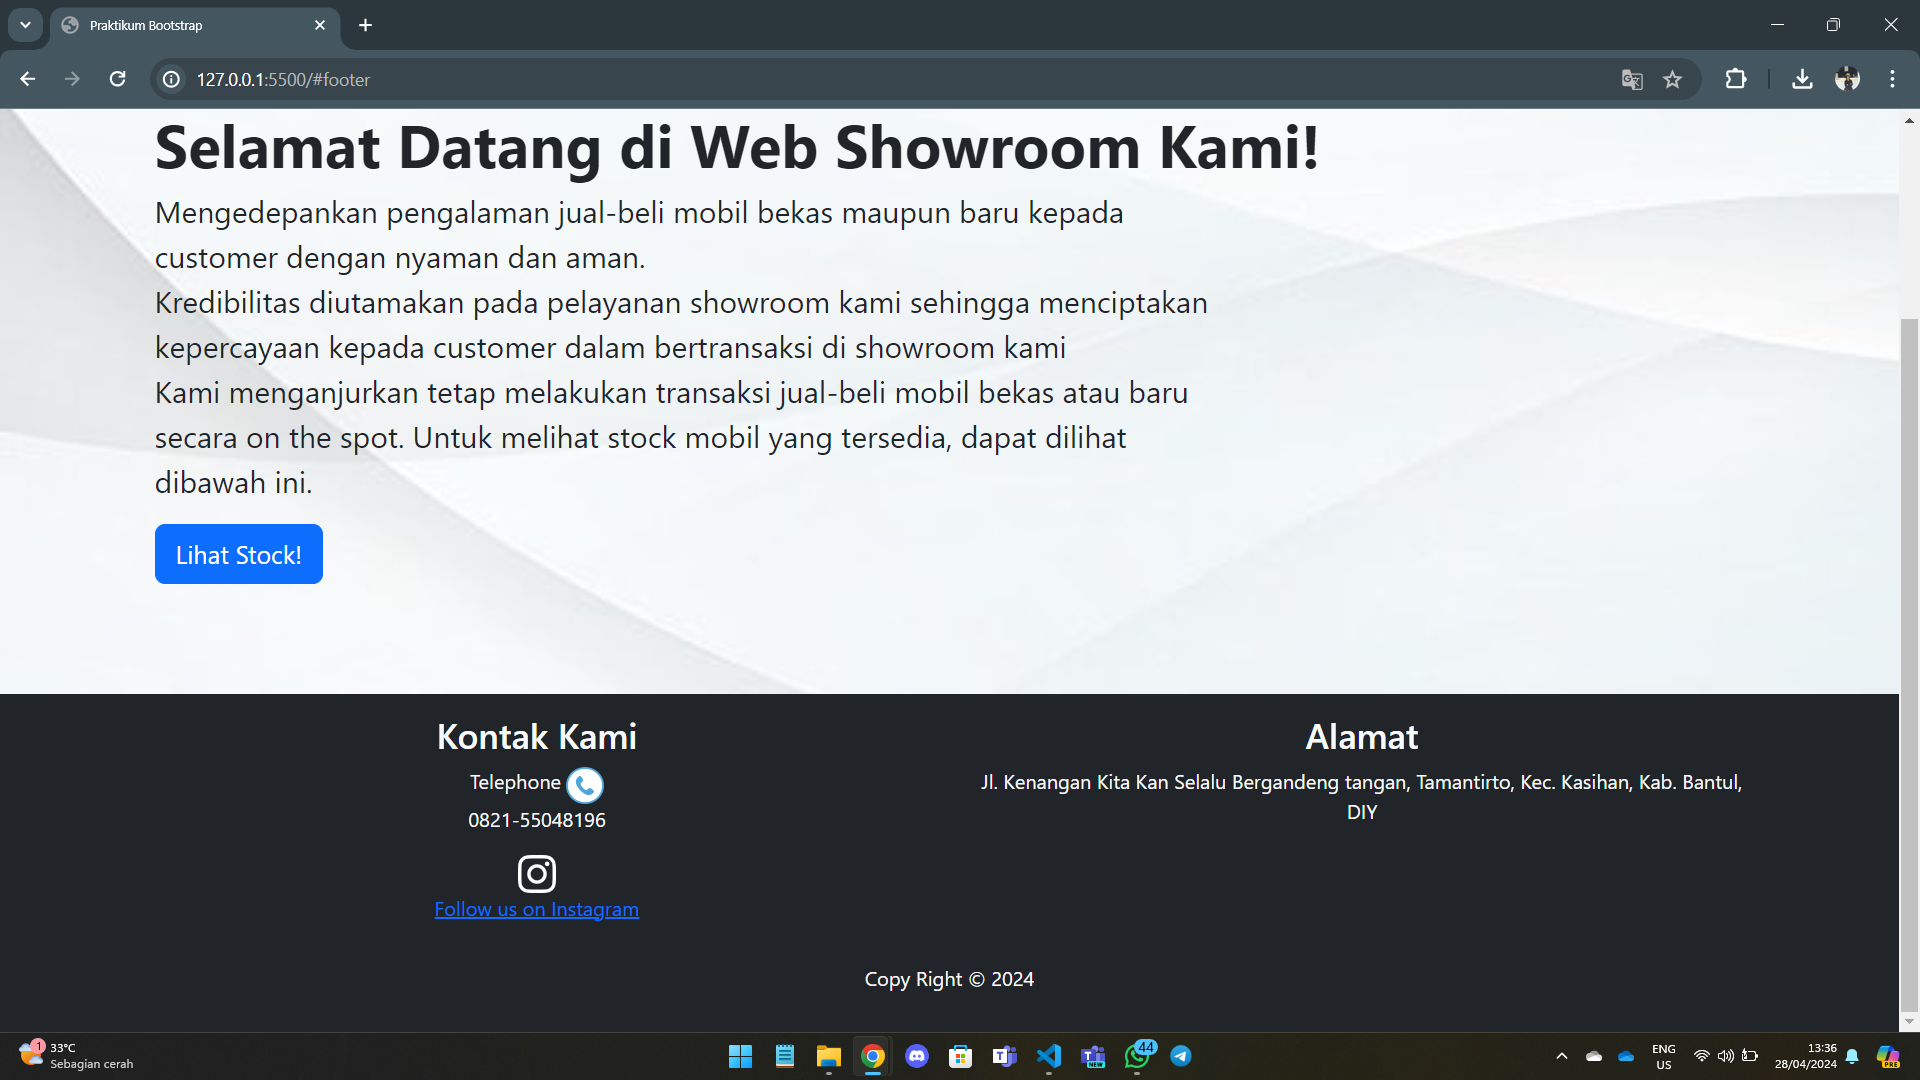 Praktikum Bootstrap
127.0.0.1:5500/#footer
Selamat Datang di Web Showroom Kami!
Mengedepankan pengalaman jual-beli mobil bekas maupun baru kepada
customer dengan nyaman dan aman.
Kredibilitas diutamakan pada pelayanan showroom kami sehingga menciptakan
kepercayaan kepada customer dalam bertransaksi di showroom kami
Kami menganjurkan tetap melakukan transaksi jual-beli mobil bekas atau baru
secara on the spot. Untuk melihat stock mobil yang tersedia, dapat dilihat
dibawah ini.
Lihat Stock!
Kontak Kami
Telephone
0821-55048196
Follow us on Instagram
Alamat
Jl. Kenangan Kita Kan Selalu Bergandeng tangan, Tamantirto, Kec. Kasihan, Kab. Bantul,
DIY
Copy Right © 2024
1
33°C
Sebagian cerah
NEW
44
ENG
US
13:36
28/04/2024
PRE